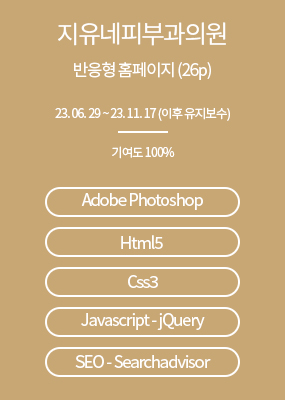 지유네피부과의원
반응형 홈페이지 (26p)
23. 06. 29 ~ 23. 11. 17 (이후 유지보수)
기여도 100%
Adobe Photoshop
Html5
Css3
Javascript - jQuery
SEO - Searchadvisor